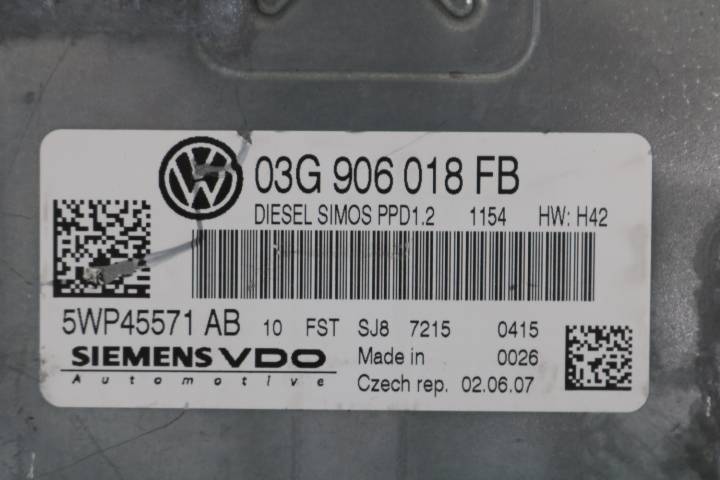 03G 906 018 FB
DIESEL SIMOS PPD1.2 1154 HW: H42
5WP45571 AB 10 FST SJ8 7215 0415
SIEMENS VDO Made in 0026
Automotive Czech rep. 02.06.07